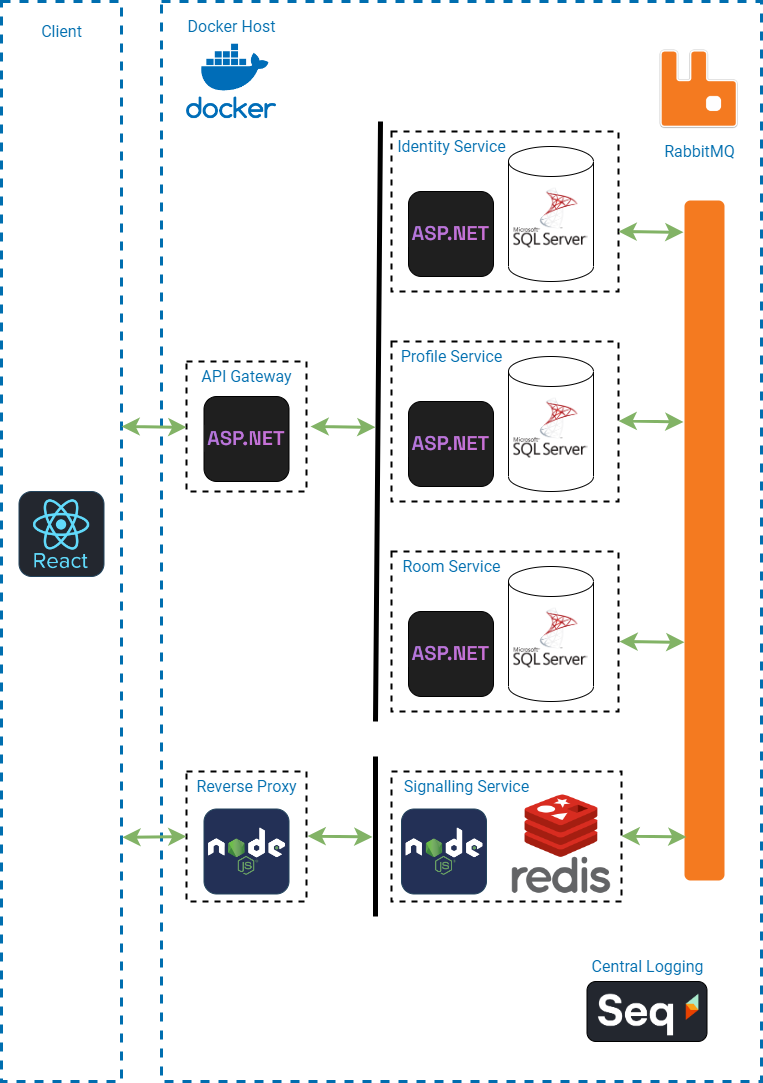 Client
Docker Host
docker
RabbitMQ
Identity Service
ASP.NET
Microsoft
SQL Server
Profile Service
ASP.NET
Microsoft
SQL Server
API Gateway
ASP.NET
React
Room Service
ASP.NET
Microsoft
SQL Server
Reverse Proxy
node
JS
Signalling Service
node
JS
redis
Central Logging
Seq